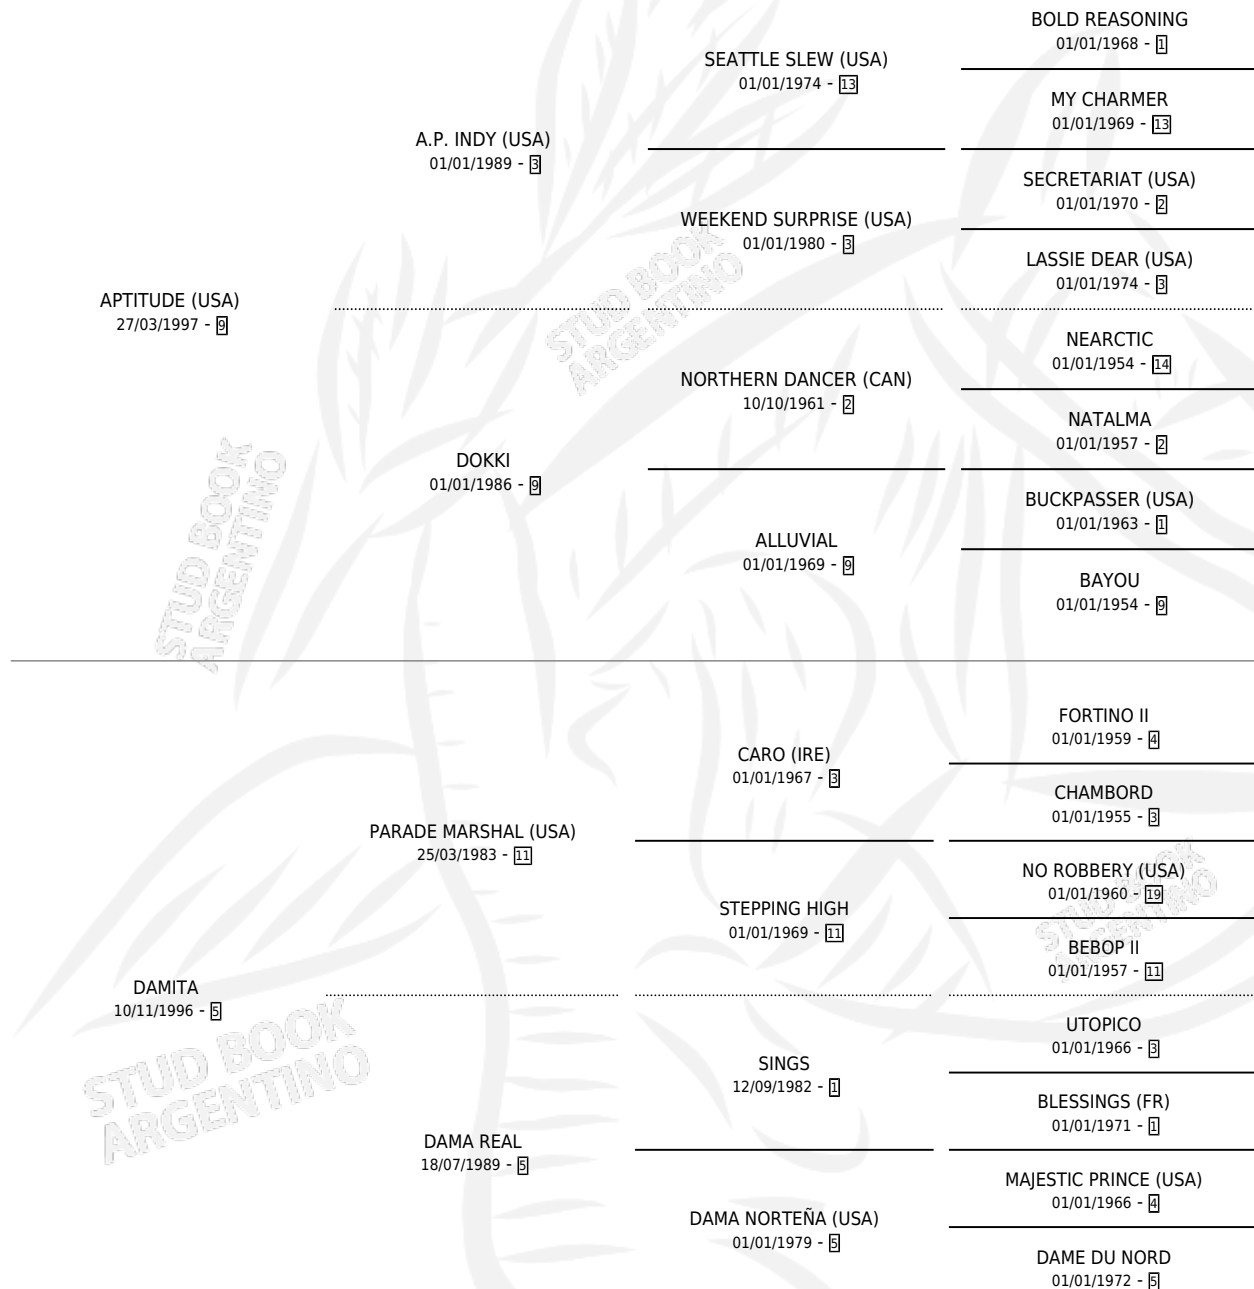 BOLD REASONING
01/01/1968 - 1
SEATTLE SLEW (USA)
01/01/1974 - 13
MY CHARMER
01/01/1969 - 13
A.P. INDY (USA)
01/01/1989 - 3
SECRETARIAT (USA)
01/01/1970 - 2
WEEKEND SURPRISE (USA)
01/01/1980 - 3
LASSIE DEAR (USA)
01/01/1974 - 3
STUD BOOK
ARGENTINO
APTITUDE (USA)
27/03/1997 - 9
NEARCTIC
01/01/1954 - 14
NORTHERN DANCER (CAN)
10/10/1961 - 2
NATALMA
01/01/1957 - 2
DOKKI
01/01/1986 - 9
BUCKPASSER (USA)
01/01/1963 - 1
ALLUVIAL
01/01/1969 - 9
BAYOU
01/01/1954 - 9
STUD BOOK
ARGENTINO
FORTINO II
01/01/1959 - 4
CARO (IRE)
01/01/1967 - 3
CHAMBORD
01/01/1955 - 3
PARADE MARSHAL (USA)
25/03/1983 - 11
NO ROBBERY (USA)
01/01/1960 - 19
STEPPING HIGH
01/01/1969 - 11
STUD BOOK
ARGENTINO
BEBOP II
01/01/1957 - 11
DAMITA
10/11/1996 - 5
UTOPICO
01/01/1966 - 3
SINGS
12/09/1982 - 1
BLESSINGS (FR)
01/01/1971 - 1
STUD BOOK
ARGENTINO
DAMA REAL
18/07/1989 - 5
MAJESTIC PRINCE (USA)
01/01/1966 - 4
DAMA NORTEÑA (USA)
01/01/1979 - 5
DAME DU NORD
01/01/1972 - 5